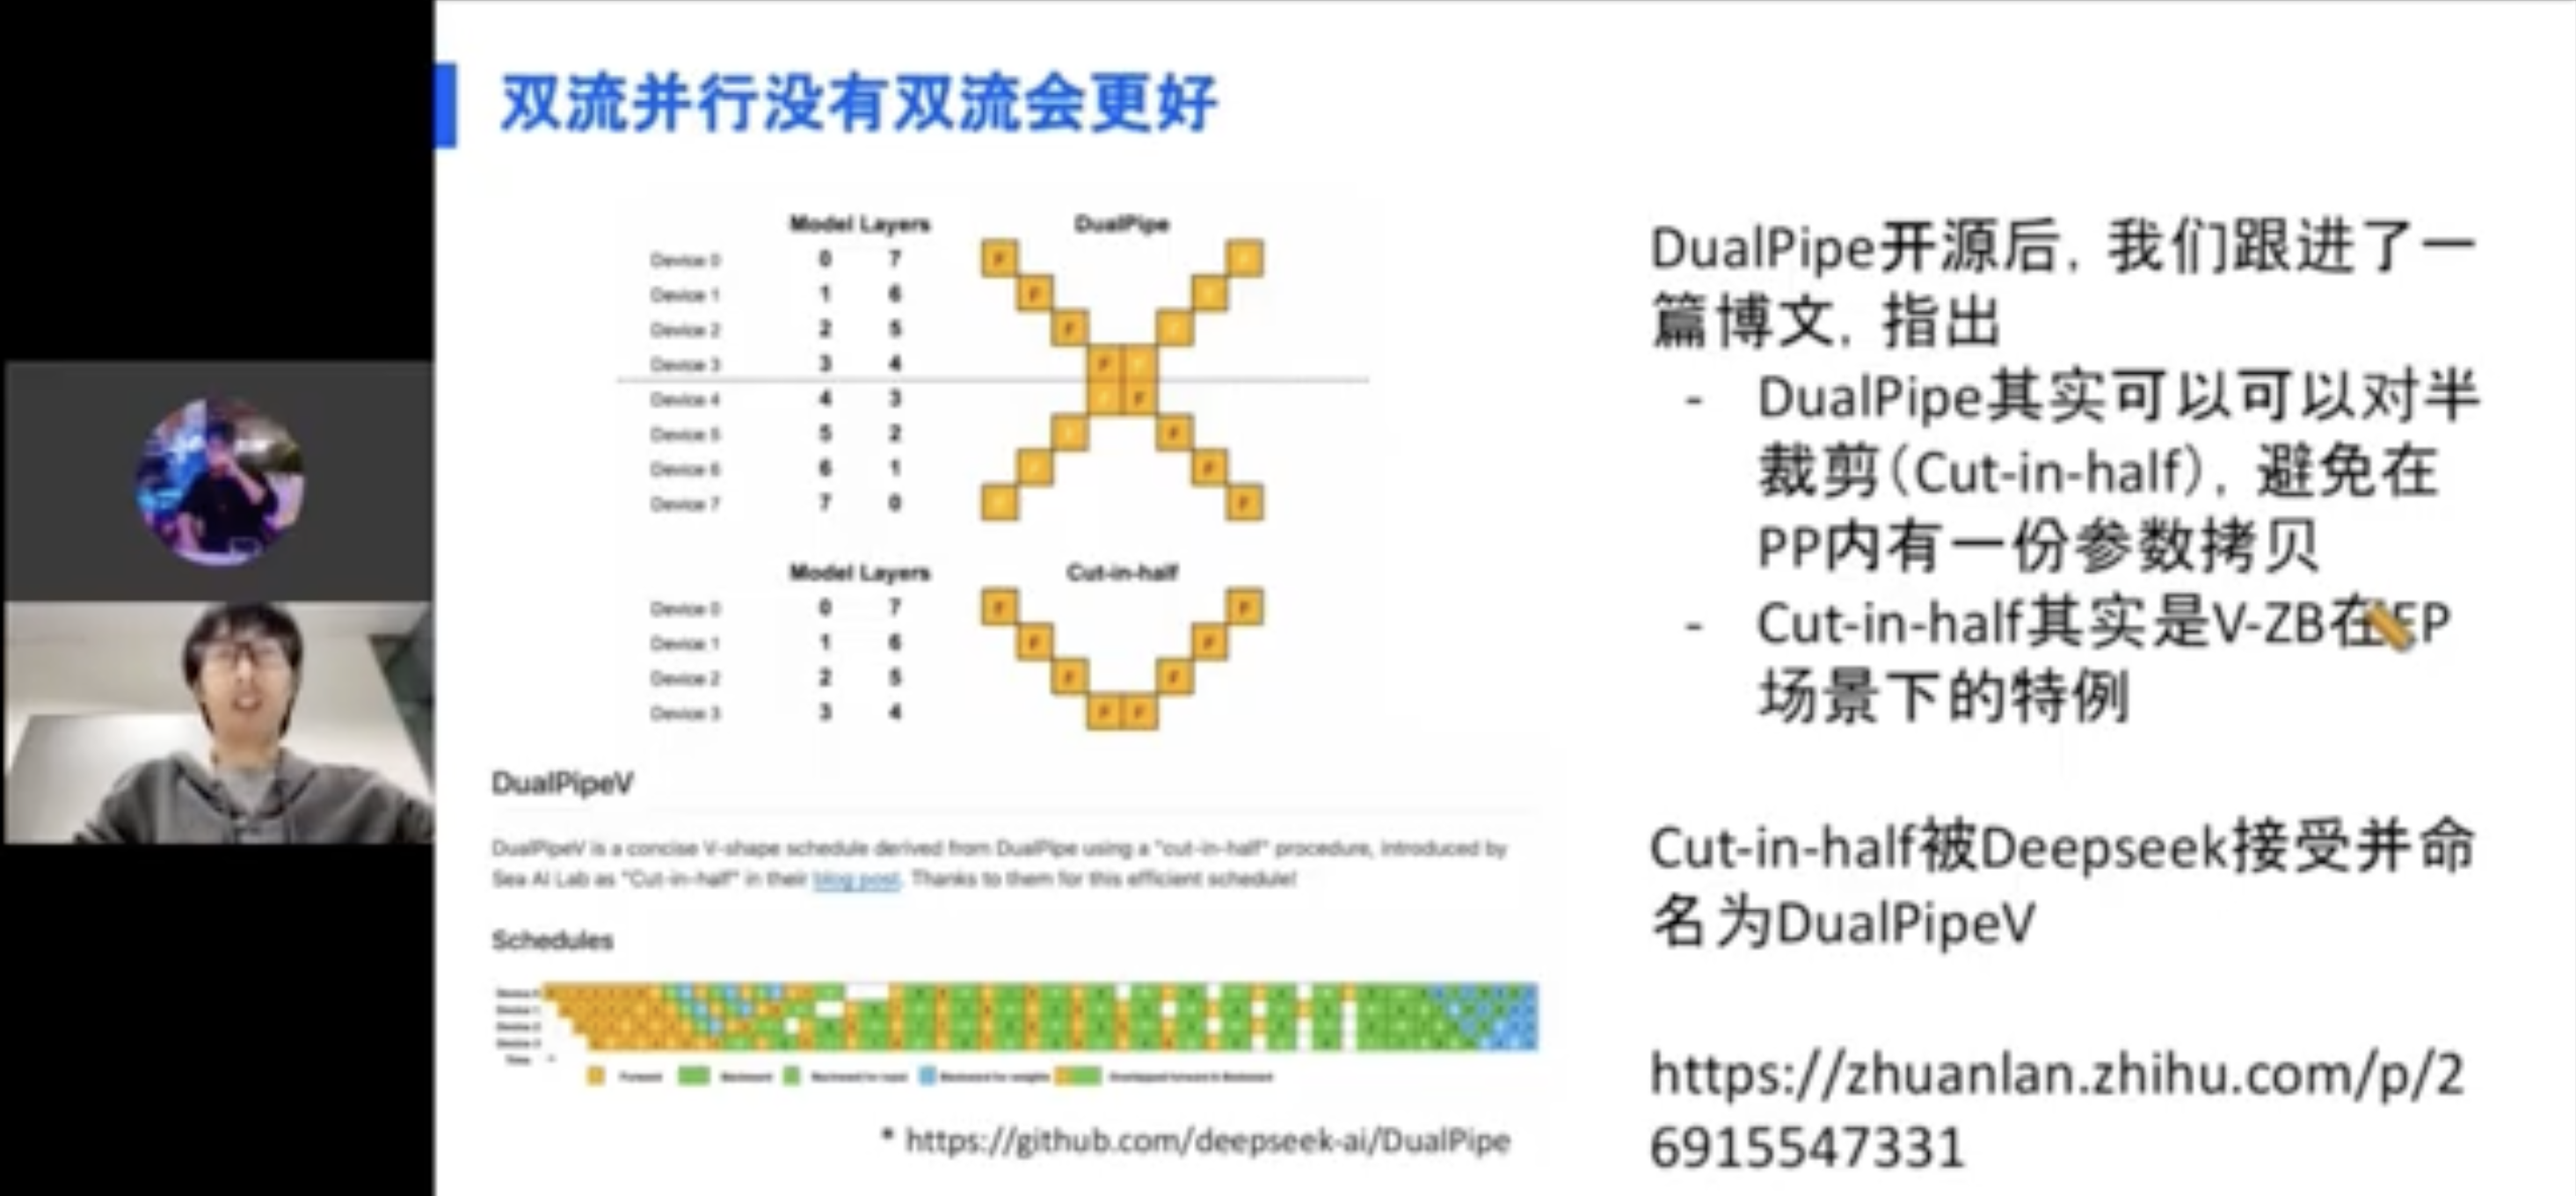 双流并行没有双流会更好
Model Layers DualPipe
Device 0 0 7 F F
Device 1 1 6 F F
Device 2 2 5 F F
Device 3 3 4 F F
Device 4 4 3 F F
Device 5 5 2 F F
Device 6 6 1 F F
Device 7 7 0 F F
Model Layers Cut-in-half
Device 0 0 7 F F
Device 1 1 6 F F
Device 2 2 5 F F
Device 3 3 4 F F
DualPipeV
DualPipeV is a concise V-shape schedule derived from DualPipe using a "cut-in-half" procedure, introduced by
Sea AI Lab as "Cut-in-half" in their blog post. Thanks to them for this efficient schedule!
Schedules
Device 0
Device 1
Device 2
Device 3
Time
Forward Backward Backward for input Backward for weights Overlapped forward & Backward
* https://github.com/deepseek-ai/DualPipe
DualPipe开源后,我们跟进了一
篇博文,指出
- DualPipe其实可以可以对半
裁剪(Cut-in-half),避免在
PP内有一份参数拷贝
- Cut-in-half其实是V-ZB在EP
场景下的特例
Cut-in-half被Deepseek接受并命
名为DualPipeV
https://zhuanlan.zhihu.com/p/2
6915547331